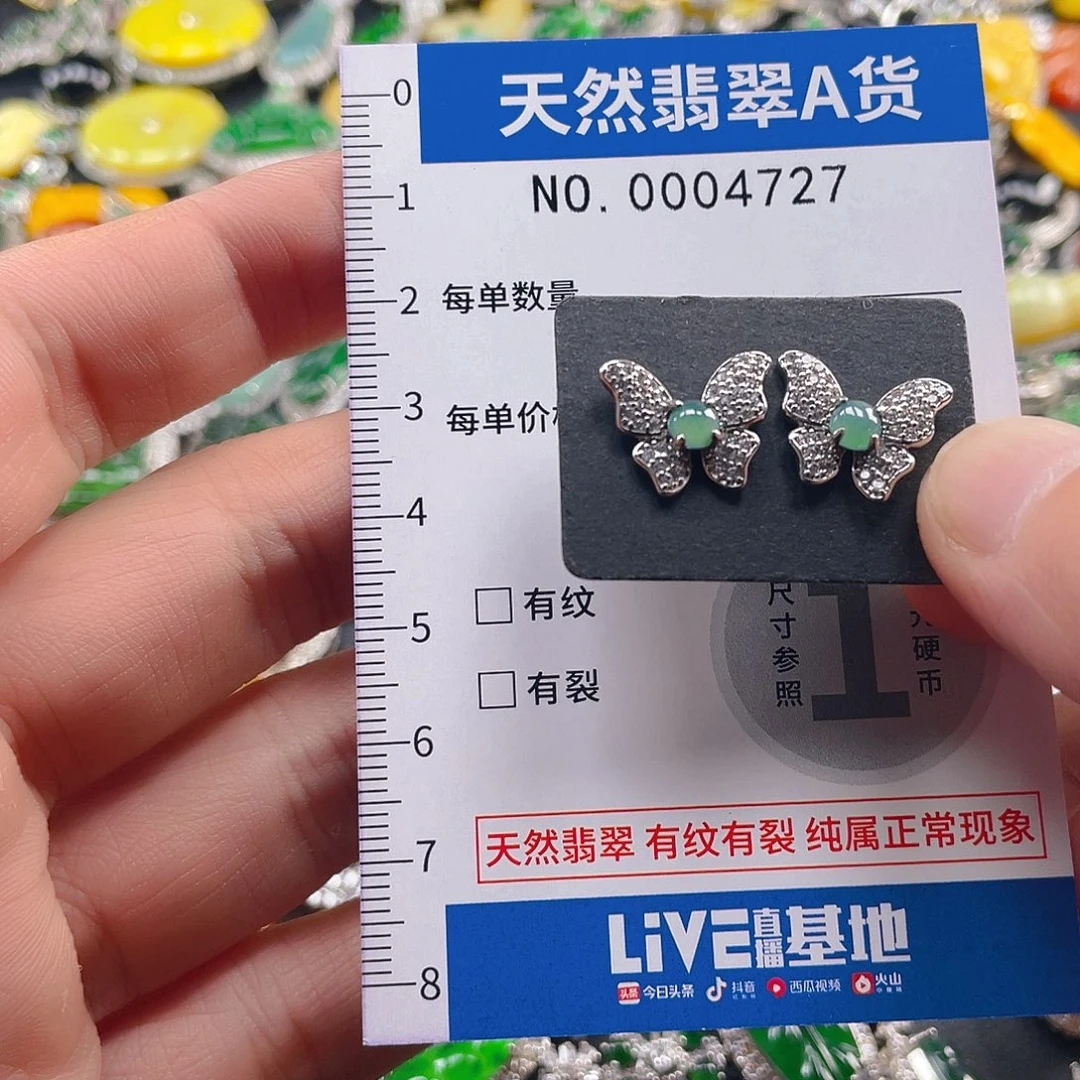 天然翡翠A货
NO. 0004727
0
1
2
3
4
5
6
7
8
每单数量
每单价
有纹
有裂
尺寸参照
1
硬币
天然翡翠 有纹有裂 纯属正常现象
LiVE直播基地
头条 今日头条 抖音 西瓜视频 火山